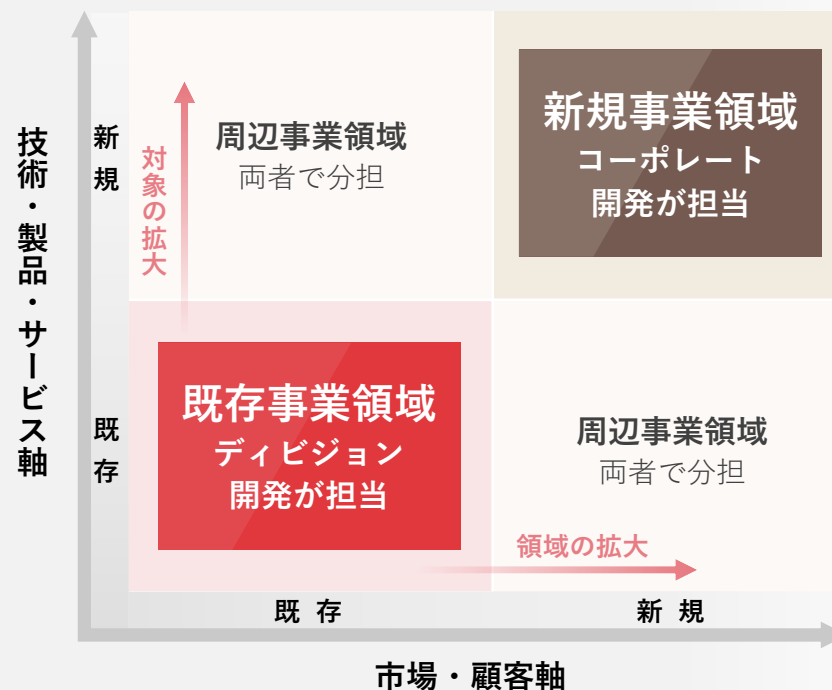 技術・製品・サービス軸
新規
対象の拡大
周辺事業領域
両者で分担
新規事業領域
コーポレート
開発が担当
既存
既存事業領域
ディビジョン
開発が担当
周辺事業領域
両者で分担
領域の拡大
既存
新規
市場・顧客軸